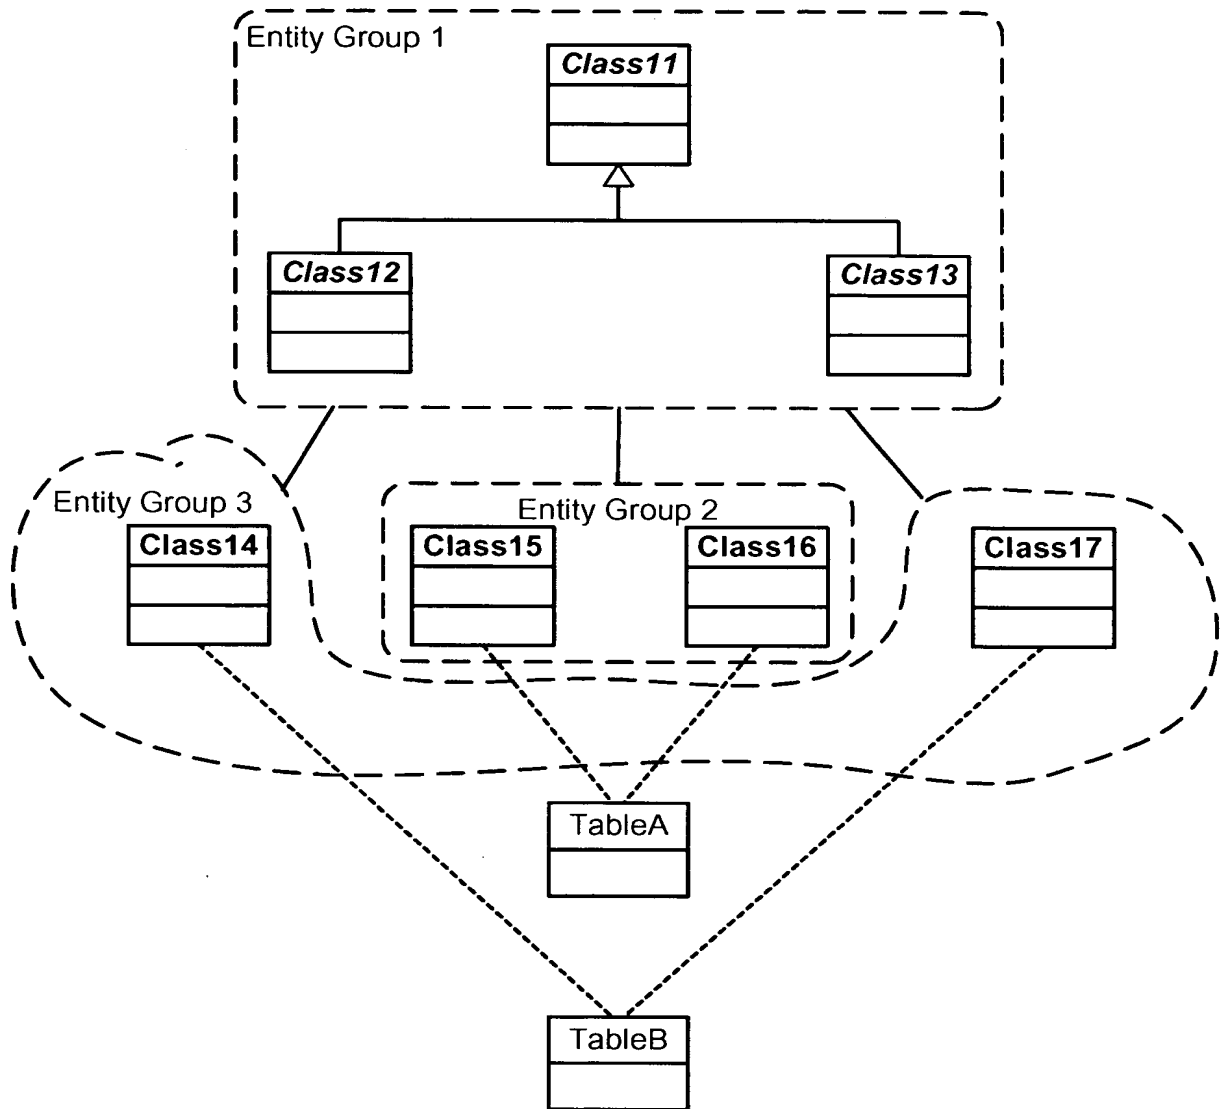 Entity Group 1
Class11
Class12
Class13
Entity Group 3
Entity Group 2
Class14
Class15
Class16
Class17
TableA
TableB